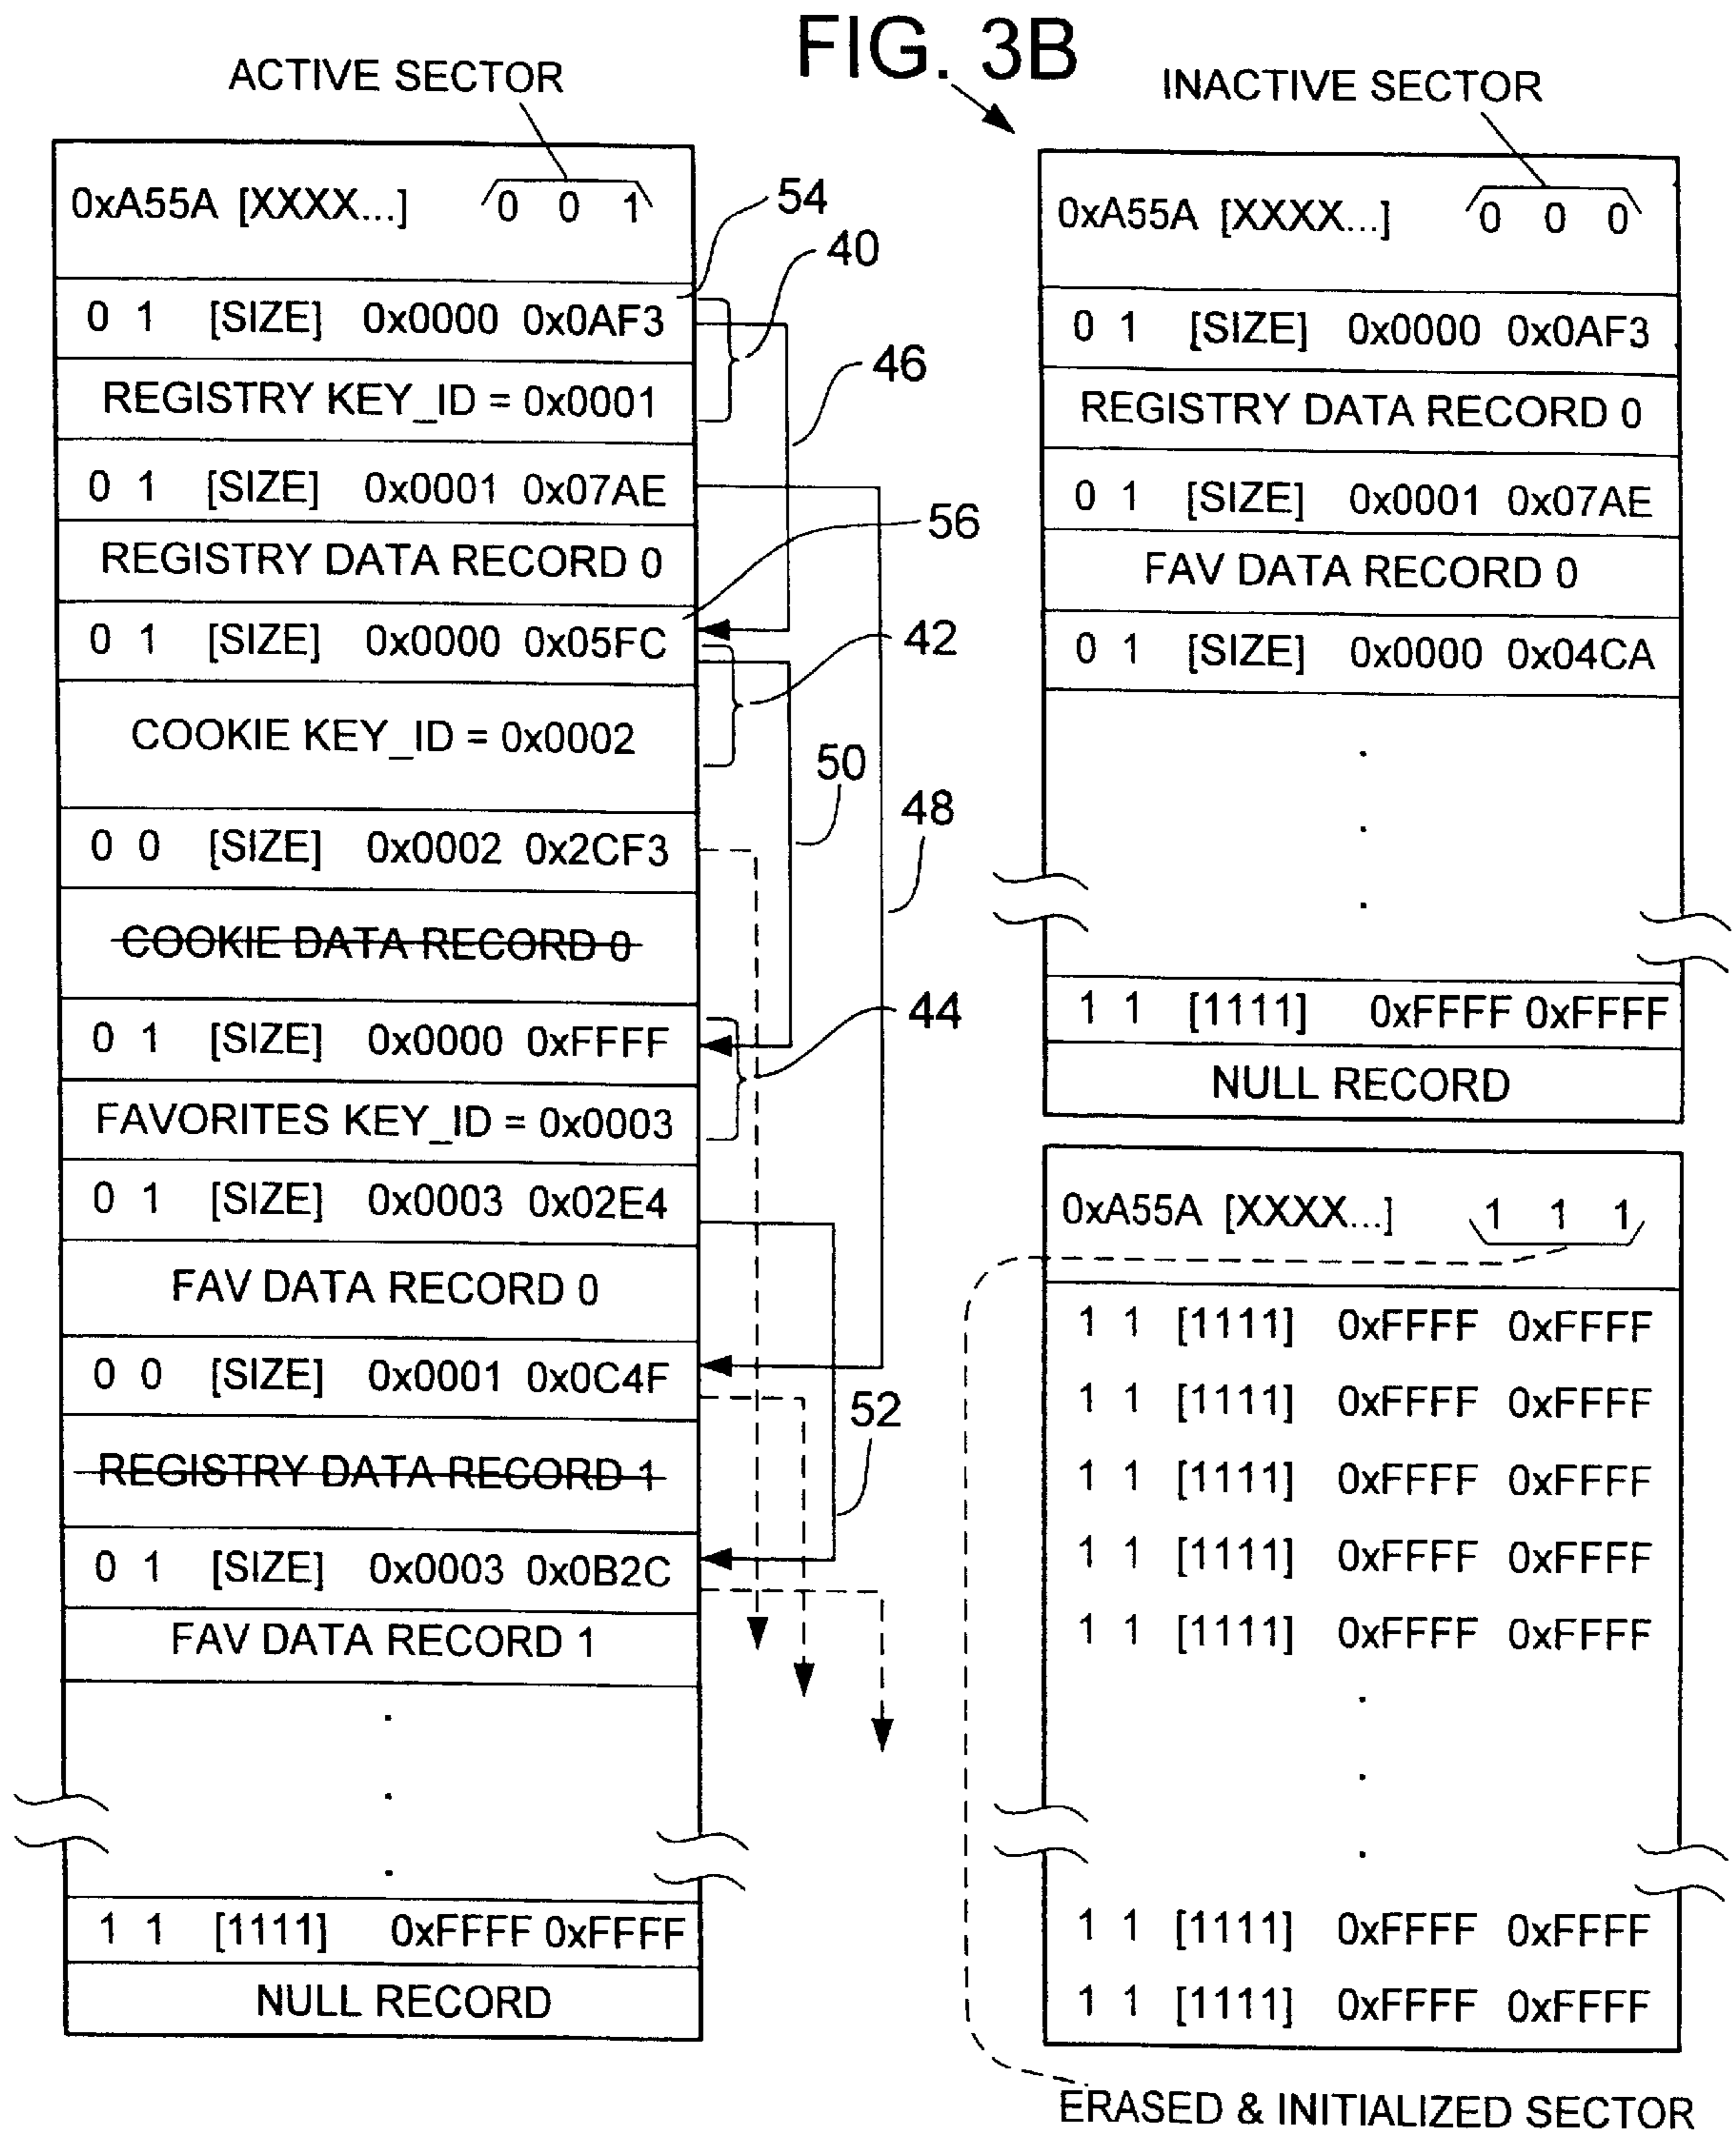 FIG. 3B
ACTIVE SECTOR
0xA55A [XXXX...] 0 0 1
54
40
0 1 [SIZE] 0x0000 0x0AF3
46
REGISTRY KEY_ID = 0x0001
0 1 [SIZE] 0x0001 0x07AE
56
REGISTRY DATA RECORD 0
0 1 [SIZE] 0x0000 0x05FC
42
COOKIE KEY_ID = 0x0002
50
48
0 0 [SIZE] 0x0002 0x2CF3
COOKIE DATA RECORD 0
44
0 1 [SIZE] 0x0000 0xFFFF
FAVORITES KEY_ID = 0x0003
0 1 [SIZE] 0x0003 0x02E4
FAV DATA RECORD 0
0 0 [SIZE] 0x0001 0x0C4F
52
REGISTRY DATA RECORD 1
0 1 [SIZE] 0x0003 0x0B2C
FAV DATA RECORD 1
.
.
.
1 1 [1111] 0xFFFF 0xFFFF
NULL RECORD
INACTIVE SECTOR
0xA55A [XXXX...] 0 0 0
0 1 [SIZE] 0x0000 0x0AF3
REGISTRY DATA RECORD 0
0 1 [SIZE] 0x0001 0x07AE
FAV DATA RECORD 0
0 1 [SIZE] 0x0000 0x04CA
.
.
.
1 1 [1111] 0xFFFF 0xFFFF
NULL RECORD
0xA55A [XXXX...] 1 1 1
1 1 [1111] 0xFFFF 0xFFFF
1 1 [1111] 0xFFFF 0xFFFF
1 1 [1111] 0xFFFF 0xFFFF
1 1 [1111] 0xFFFF 0xFFFF
1 1 [1111] 0xFFFF 0xFFFF
.
.
.
1 1 [1111] 0xFFFF 0xFFFF
1 1 [1111] 0xFFFF 0xFFFF
ERASED & INITIALIZED SECTOR